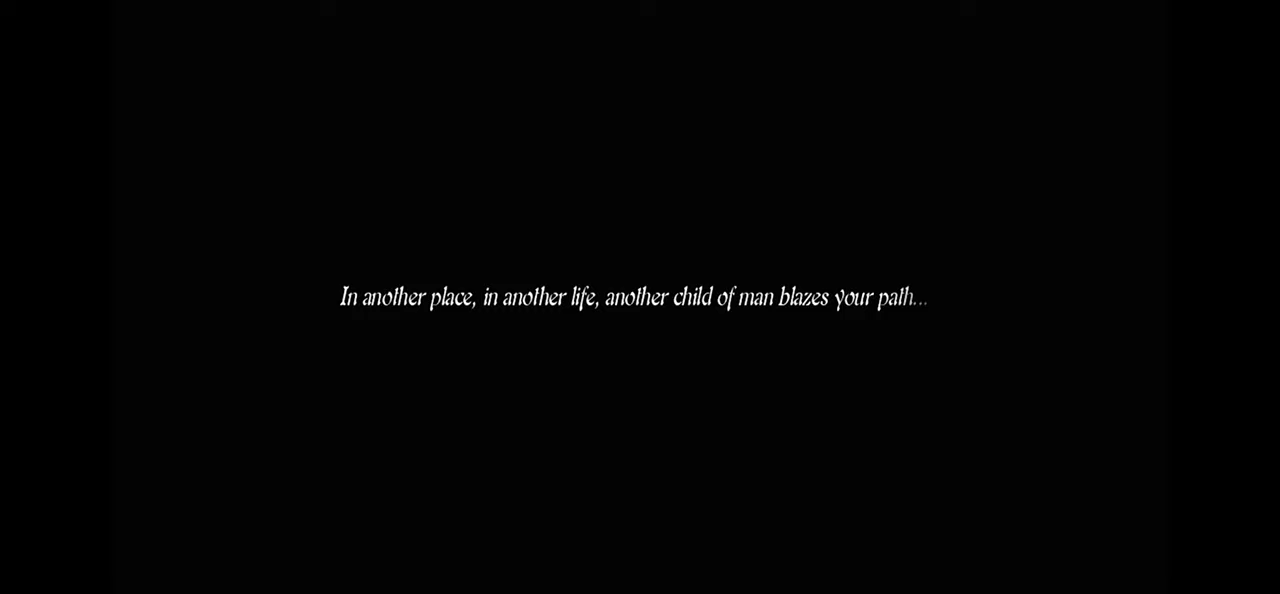 In another place, in another life, another child of man blazes your path...